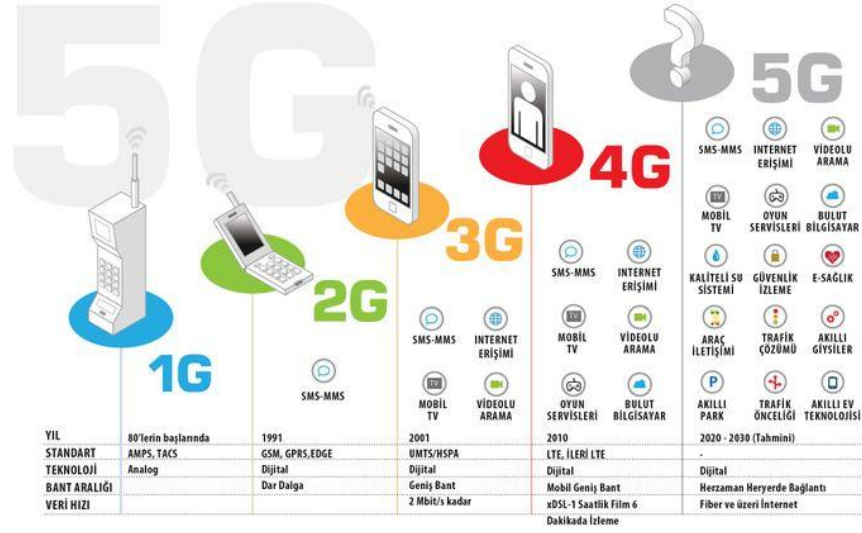 5G
5G
4G
3G
2G
1G
SMS-MMS
SMS-MMS
INTERNET
ERİŞİMİ
MOBİL
TV
VİDEOLU
ARAMA
SMS-MMS
INTERNET
ERİŞİMİ
MOBİL
TV
VİDEOLU
ARAMA
OYUN
SERVİSLERİ
BULUT
BİLGİSAYAR
SMS-MMS
INTERNET
ERİŞİMİ
VİDEOLU
ARAMA
MOBİL
TV
OYUN
SERVİSLERİ
BULUT
BİLGİSAYAR
KALİTELİ SU
SİSTEMİ
GÜVENLİK
İZLEME
E-SAĞLIK
ARAÇ
İLETİŞİMİ
TRAFİK
ÇÖZÜMÜ
AKILLI
GİYSİLER
P
AKILLI
PARK
TRAFİK
ÖNCELİĞİ
AKILLI EV
TEKNOLOJİSİ
YIL 80'lerin başlarında 1991 2001 2010 2020 - 2030 (Tahmini)
STANDART AMPS, TACS GSM, GPRS,EDGE UMTS/HSPA LTE, İLERİ LTE -
TEKNOLOJİ Analog Dijital Dijital Dijital Dijital
BANT ARALIĞI Dar Dalga Geniş Bant Mobil Geniş Bant Herzaman Heryerde Bağlantı
VERİ HIZI 2 Mbit/s kadar xDSL-1 Saatlik Film 6 Fiber ve üzeri İnternet
Dakikada İzleme